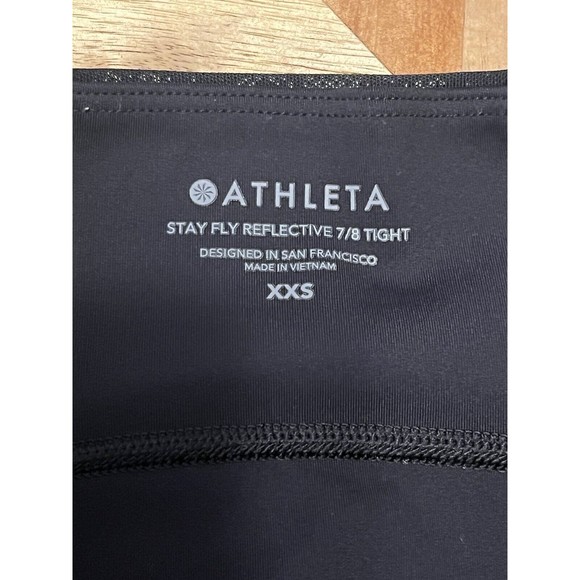 ATHLETA
STAY FLY REFLECTIVE 7/8 TIGHT
DESIGNED IN SAN FRANCISCO
MADE IN VIETNAM
XXS